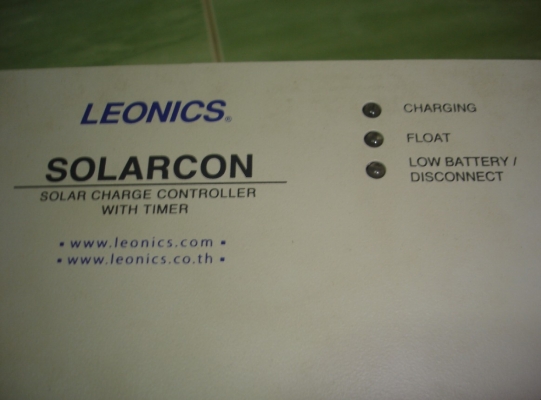 LEONICS®
SOLARCON
SOLAR CHARGE CONTROLLER
WITH TIMER
• www.leonics.com •
• www.leonics.co.th •
CHARGING
FLOAT
LOW BATTERY /
DISCONNECT